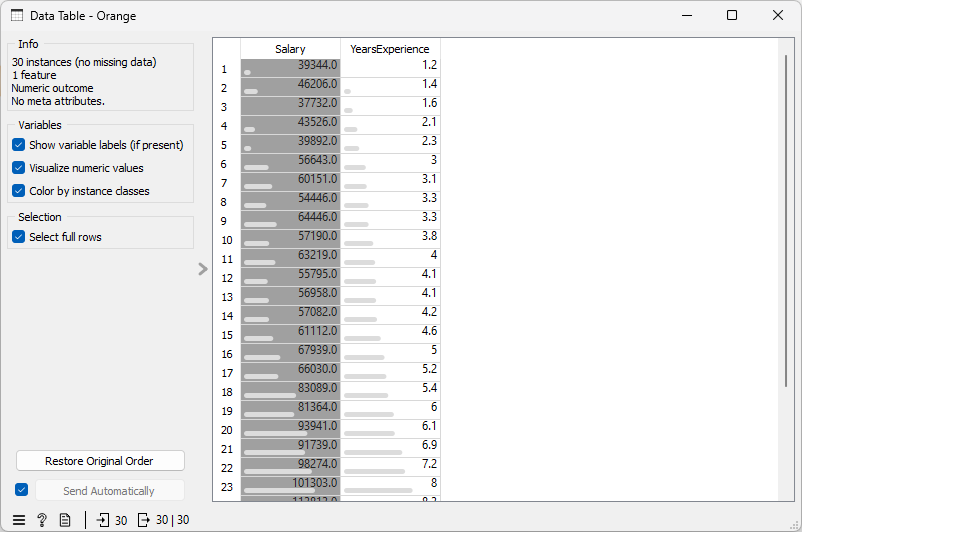 Data Table - Orange
Info
30 instances (no missing data)
1 feature
Numeric outcome
No meta attributes.
Variables
Show variable labels (if present)
Visualize numeric values
Color by instance classes
Selection
Select full rows
Restore Original Order
Send Automatically
30 30 | 30
Salary YearsExperience
1 39344.0 1.2
2 46206.0 1.4
3 37732.0 1.6
4 43526.0 2.1
5 39892.0 2.3
6 56643.0 3
7 60151.0 3.1
8 54446.0 3.3
9 64446.0 3.3
10 57190.0 3.8
11 63219.0 4
12 55795.0 4.1
13 56958.0 4.1
14 57082.0 4.2
15 61112.0 4.6
16 67939.0 5
17 66030.0 5.2
18 83089.0 5.4
19 81364.0 6
20 93941.0 6.1
21 91739.0 6.9
22 98274.0 7.2
23 101303.0 8